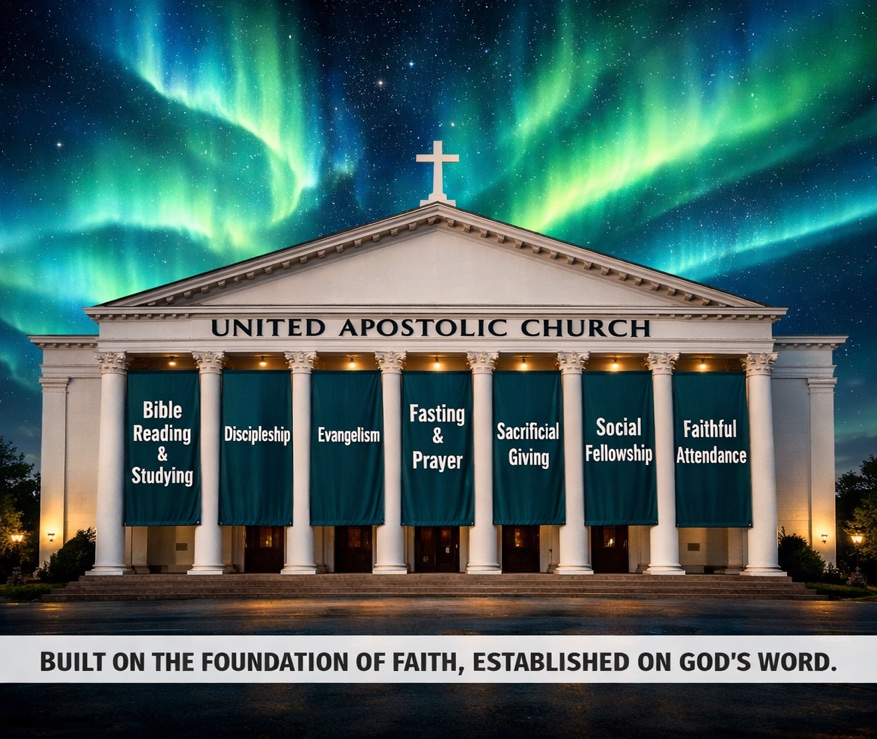 UNITED APOSTOLIC CHURCH
Bible
Reading
&
Studying
Discipleship
Evangelism
Fasting
&
Prayer
Sacrificial
Giving
Social
Fellowship
Faithful
Attendance
BUILT ON THE FOUNDATION OF FAITH, ESTABLISHED ON GOD'S WORD.